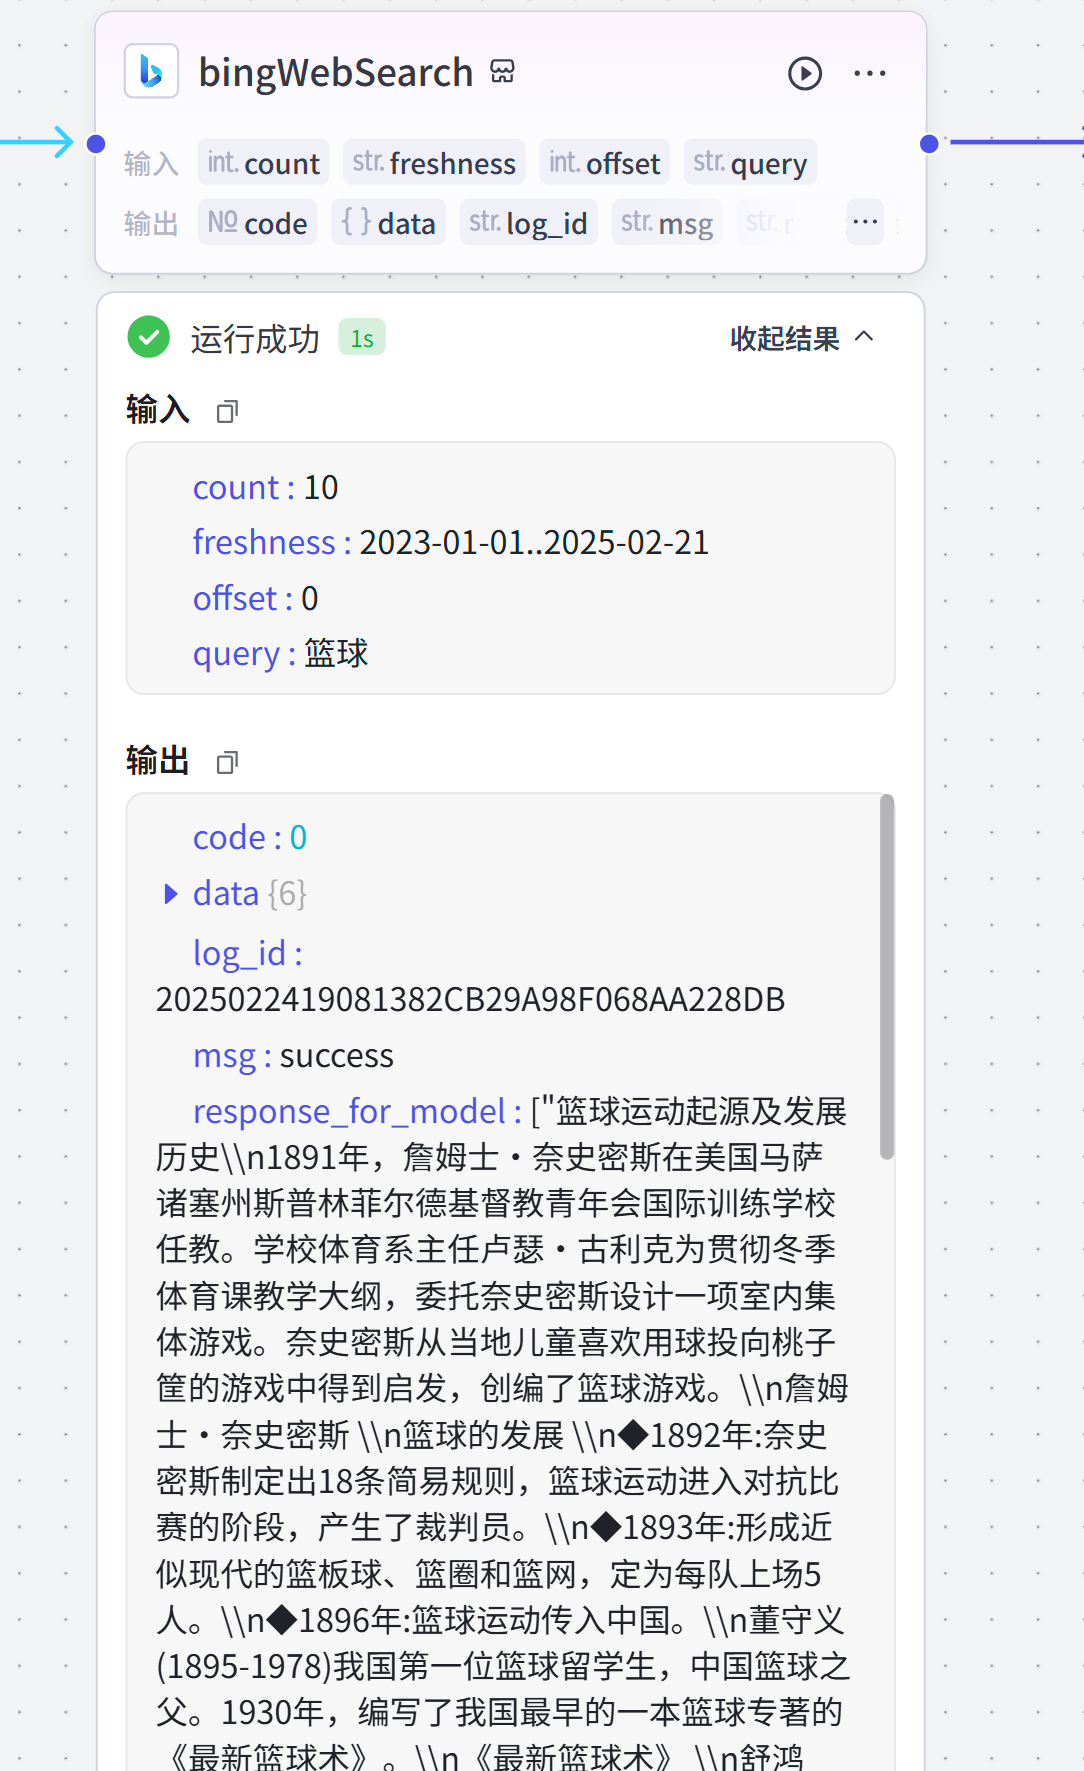 bingWebSearch
输入 int. count str. freshness int. offset str. query
输出 № code { } data str. log_id str. msg str. r ...
运行成功 1s 收起结果
输入
count : 10
freshness : 2023-01-01..2025-02-21
offset : 0
query : 篮球
输出
code : 0
data {6}
log_id :
2025022419081382CB29A98F068AA228DB
msg : success
response_for_model : ["篮球运动起源及发展
历史\\n1891年，詹姆士・奈史密斯在美国马萨
诸塞州斯普林菲尔德基督教青年会国际训练学校
任教。学校体育系主任卢瑟・古利克为贯彻冬季
体育课教学大纲，委托奈史密斯设计一项室内集
体游戏。奈史密斯从当地儿童喜欢用球投向桃子
筐的游戏中得到启发，创编了篮球游戏。\\n詹姆
士・奈史密斯 \\n篮球的发展 \\n◆1892年:奈史
密斯制定出18条简易规则，篮球运动进入对抗比
赛的阶段，产生了裁判员。\\n◆1893年:形成近
似现代的篮板球、篮圈和篮网，定为每队上场5
人。\\n◆1896年:篮球运动传入中国。\\n董守义
(1895-1978)我国第一位篮球留学生，中国篮球之
父。1930年，编写了我国最早的一本篮球专著的
《最新篮球术》。\\n《最新篮球术》 \\n舒鸿